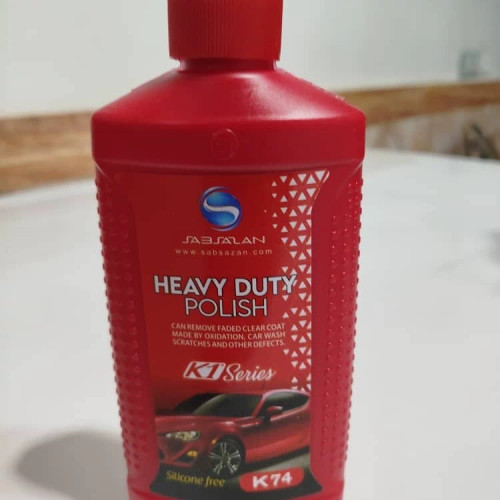 SABSAZAN
www.sabsazan.com
HEAVY DUTY
POLISH
CAN REMOVE FADED CLEAR COAT
MADE BY OXIDATION, CAR WASH
SCRATCHES AND OTHER DEFECTS.
K1 Series
Silicone free
K74